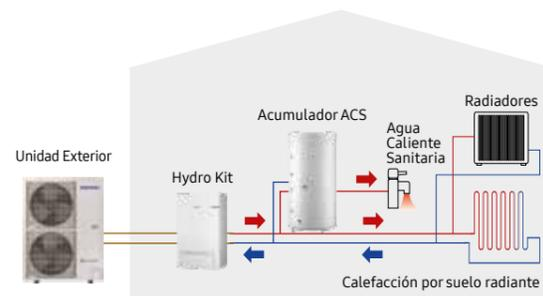 Radiadores
Acumulador ACS
Agua
Caliente
Sanitaria
Unidad Exterior
Hydro Kit
Calefacción por suelo radiante